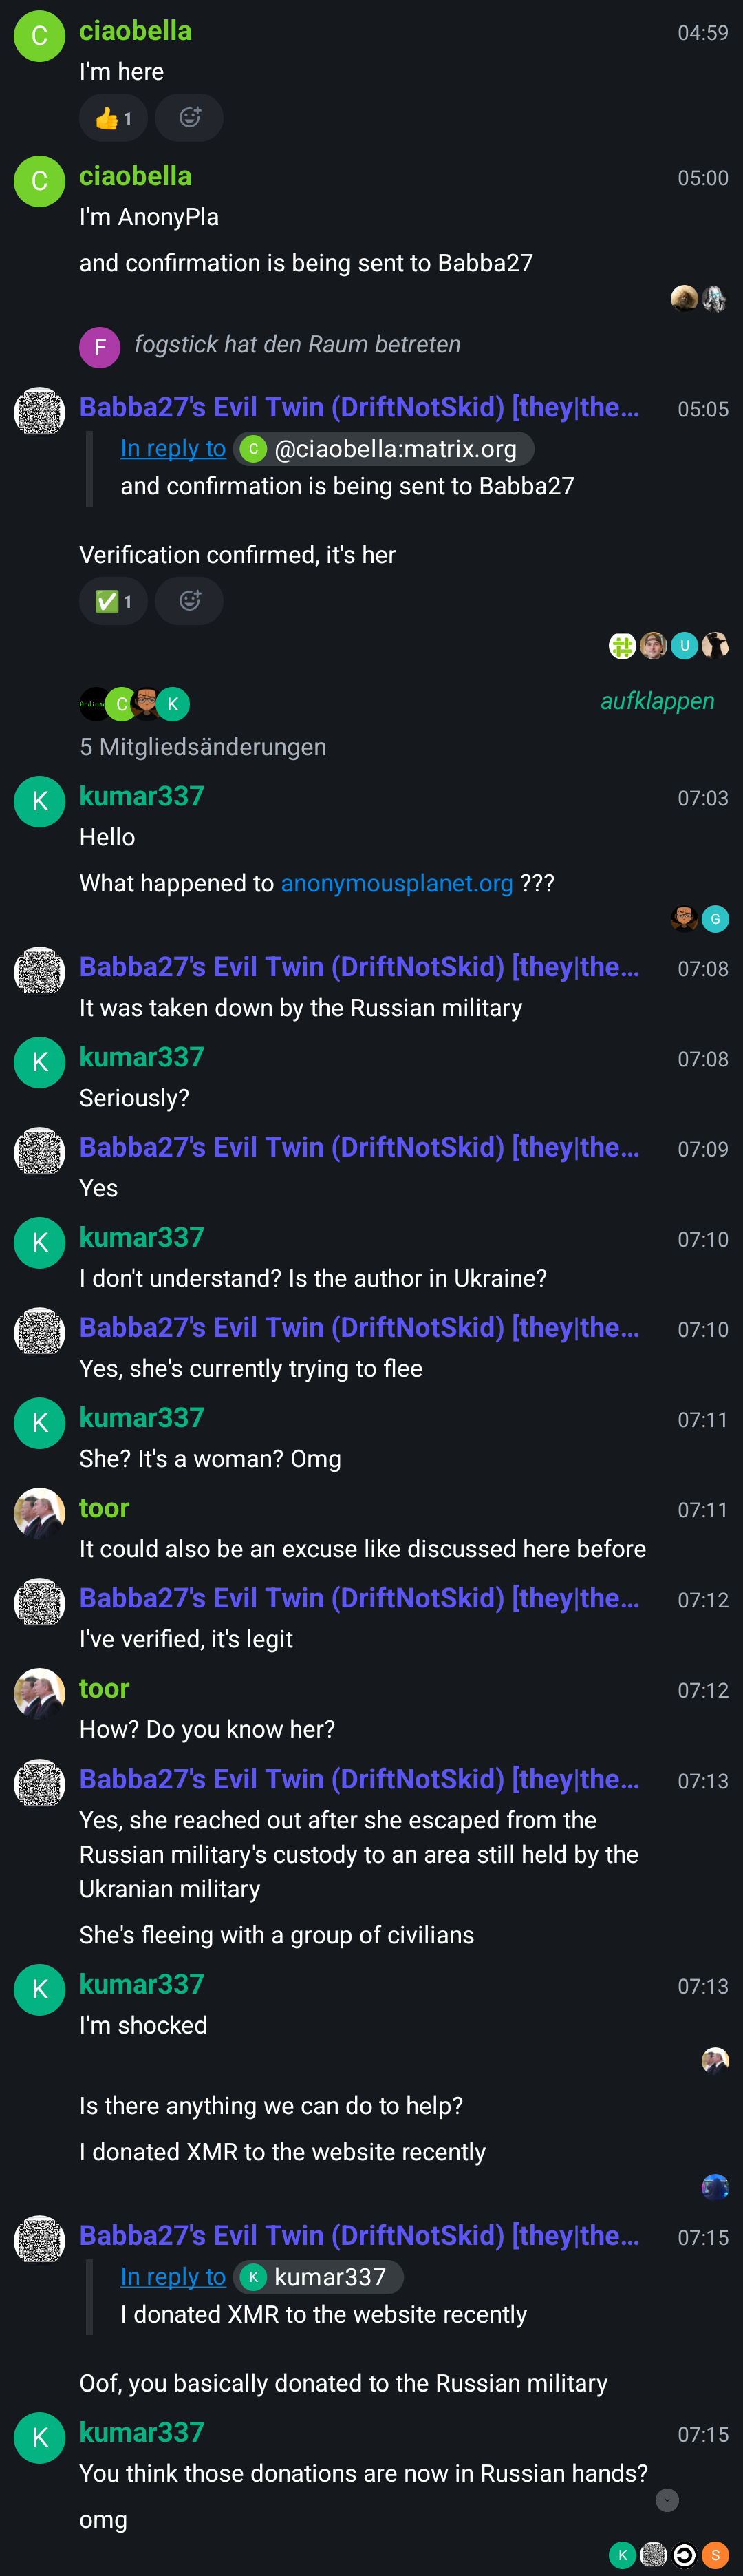 C
ciaobella
04:59
I'm here
👍 1
C
ciaobella
05:00
I'm AnonyPla
and confirmation is being sent to Babba27
F
fogstick hat den Raum betreten
Babba27's Evil Twin (DriftNotSkid) [they|the...
05:05
In reply to C @ciaobella:matrix.org
and confirmation is being sent to Babba27
Verification confirmed, it's her
✅ 1
U
C K
aufklappen
5 Mitgliedsänderungen
K
kumar337
07:03
Hello
What happened to anonymousplanet.org ???
G
Babba27's Evil Twin (DriftNotSkid) [they|the...
07:08
It was taken down by the Russian military
K
kumar337
07:08
Seriously?
Babba27's Evil Twin (DriftNotSkid) [they|the...
07:09
Yes
K
kumar337
07:10
I don't understand? Is the author in Ukraine?
Babba27's Evil Twin (DriftNotSkid) [they|the...
07:10
Yes, she's currently trying to flee
K
kumar337
07:11
She? It's a woman? Omg
toor
07:11
It could also be an excuse like discussed here before
Babba27's Evil Twin (DriftNotSkid) [they|the...
07:12
I've verified, it's legit
toor
07:12
How? Do you know her?
Babba27's Evil Twin (DriftNotSkid) [they|the...
07:13
Yes, she reached out after she escaped from the
Russian military's custody to an area still held by the
Ukranian military
She's fleeing with a group of civilians
K
kumar337
07:13
I'm shocked
Is there anything we can do to help?
I donated XMR to the website recently
Babba27's Evil Twin (DriftNotSkid) [they|the...
07:15
In reply to K kumar337
I donated XMR to the website recently
Oof, you basically donated to the Russian military
K
kumar337
07:15
You think those donations are now in Russian hands?
omg
K S